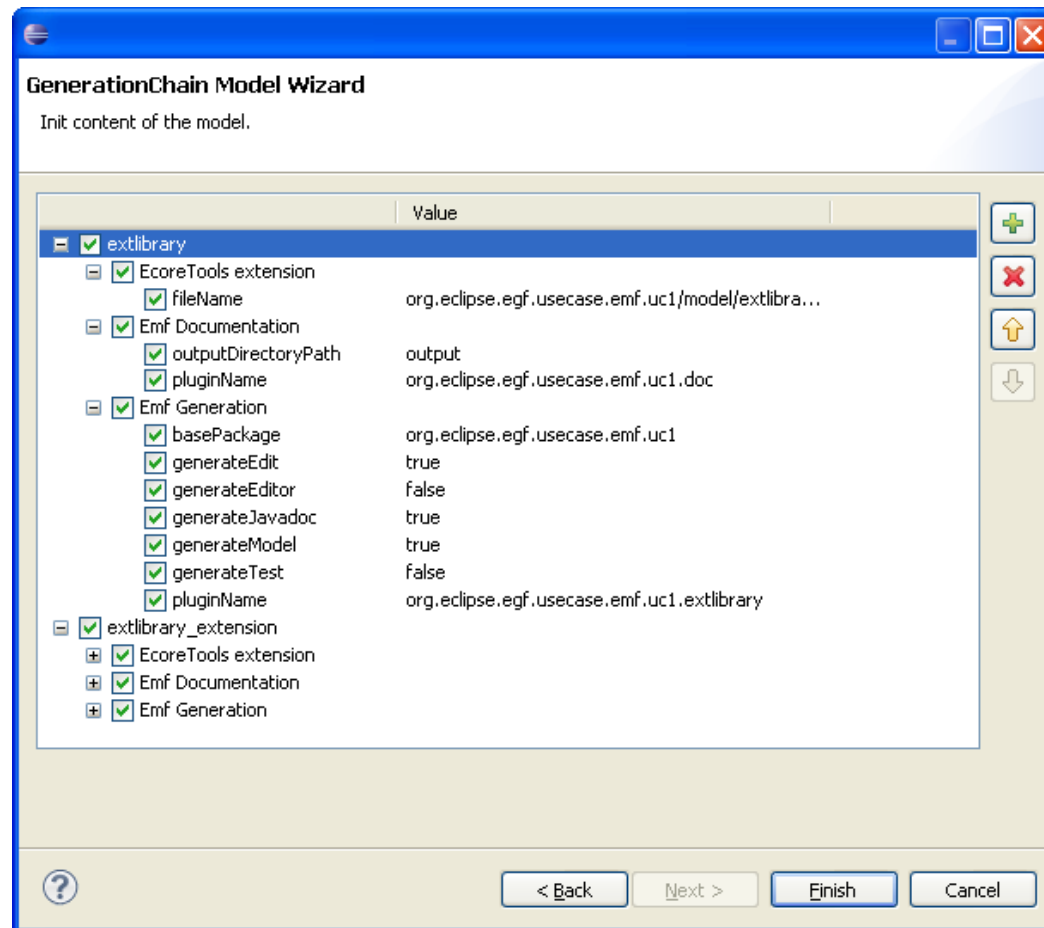 GenerationChain Model Wizard
Init content of the model.
Value
extlibrary
EcoreTools extension
fileName org.eclipse.egf.usecase.emf.uc1/model/extlibra...
Emf Documentation
outputDirectoryPath output
pluginName org.eclipse.egf.usecase.emf.uc1.doc
Emf Generation
basePackage org.eclipse.egf.usecase.emf.uc1
generateEdit true
generateEditor false
generateJavadoc true
generateModel true
generateTest false
pluginName org.eclipse.egf.usecase.emf.uc1.extlibrary
extlibrary_extension
EcoreTools extension
Emf Documentation
Emf Generation
? < Back Next > Finish Cancel